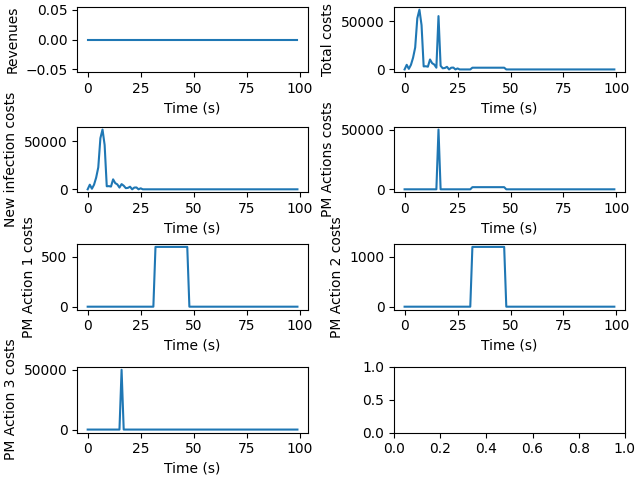 Revenues
0.05
0.00
−0.05
0 25 50 75 100
Time (s)
Total costs
50000
0
0 25 50 75 100
Time (s)
New infection costs
50000
0
0 25 50 75 100
Time (s)
PM Actions costs
50000
0
0 25 50 75 100
Time (s)
PM Action 1 costs
500
0
0 25 50 75 100
Time (s)
PM Action 2 costs
1000
0
0 25 50 75 100
Time (s)
PM Action 3 costs
50000
0
0 25 50 75 100
Time (s)
1.0
0.5
0.0
0.0 0.2 0.4 0.6 0.8 1.0